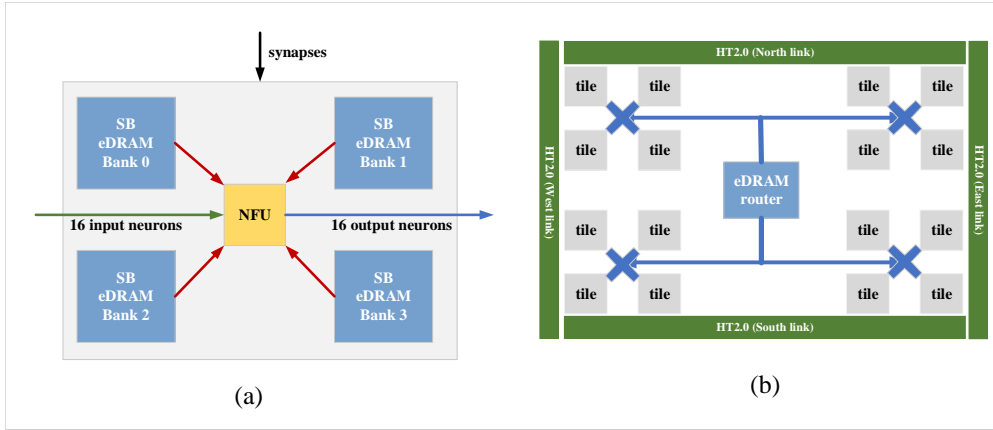 synapses
SB
eDRAM
Bank 0
SB
eDRAM
Bank 1
NFU
16 input neurons
16 output neurons
SB
eDRAM
Bank 2
SB
eDRAM
Bank 3
(a)
HT2.0 (North link)
HT2.0 (West link)
tile
tile
tile
tile
tile
tile
tile
tile
eDRAM
router
tile
tile
tile
tile
tile
tile
tile
tile
HT2.0 (East link)
HT2.0 (South link)
(b)